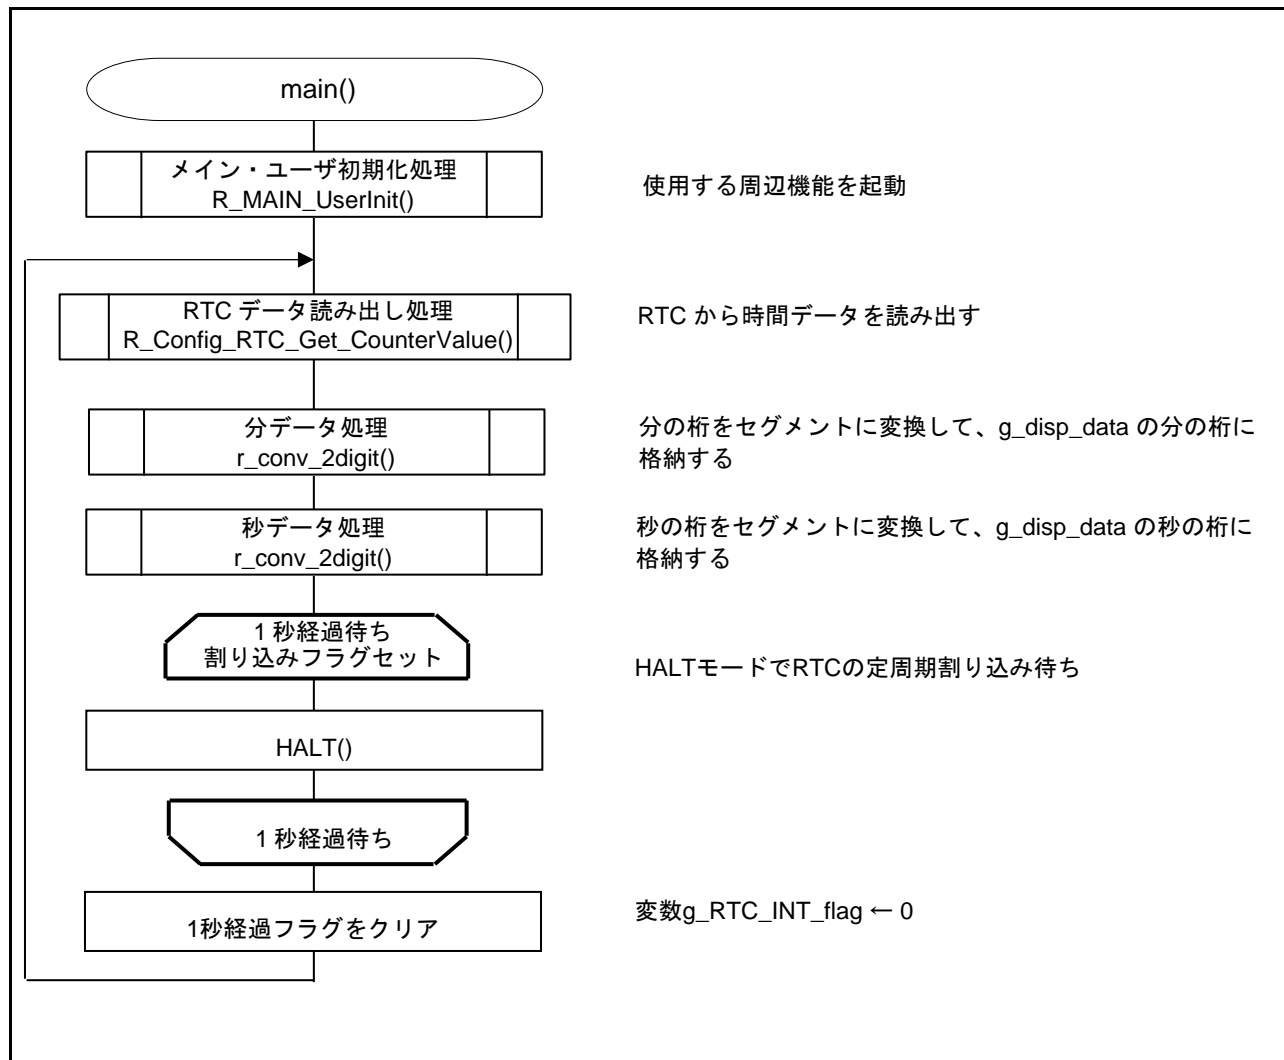 main()
メイン・ユーザ初期化処理
R_MAIN_UserInit()
使用する周辺機能を起動
RTC データ読み出し処理
R_Config_RTC_Get_CounterValue()
RTC から時間データを読み出す
分データ処理
r_conv_2digit()
分の桁をセグメントに変換して、g_disp_data の分の桁に
格納する
秒データ処理
r_conv_2digit()
秒の桁をセグメントに変換して、g_disp_data の秒の桁に
格納する
1 秒経過待ち
割り込みフラグセット
HALTモードでRTCの定周期割り込み待ち
HALT()
1 秒経過待ち
1秒経過フラグをクリア
変数g_RTC_INT_flag ← 0